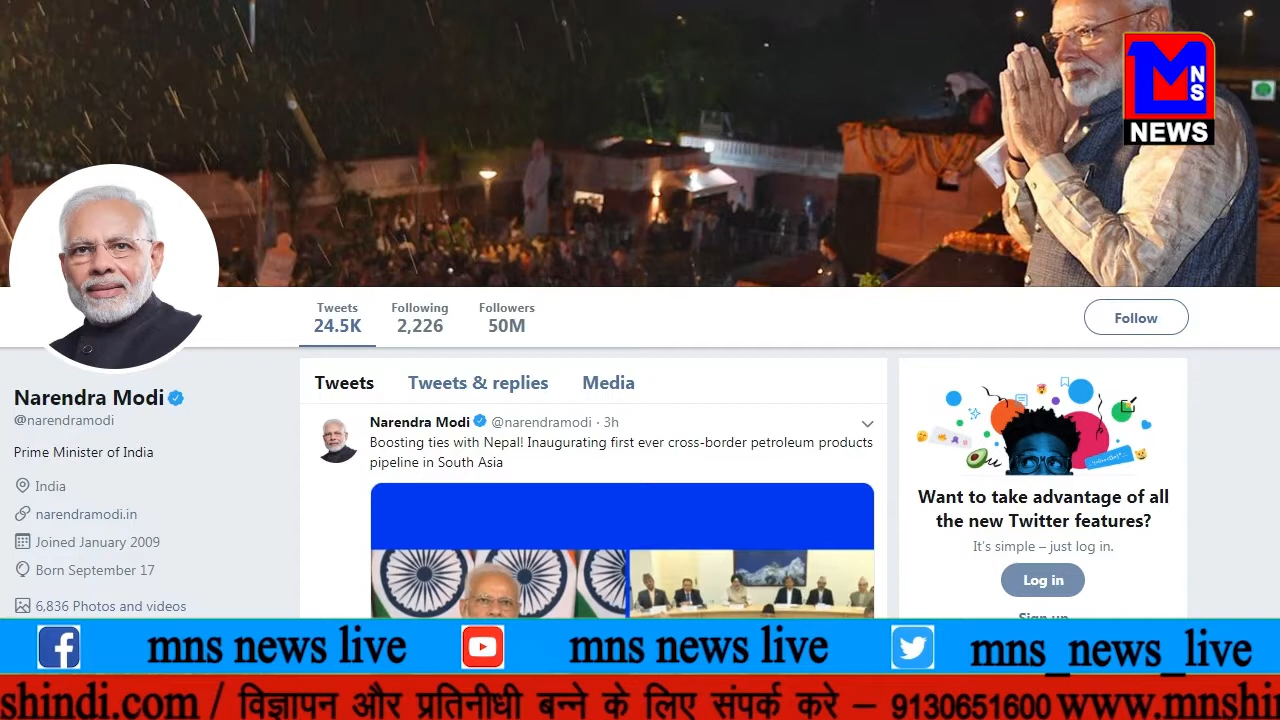 M
NS
NEWS
Tweets
24.5K
Following
2,226
Followers
50M
Follow
Narendra Modi
@narendramodi
Prime Minister of India
India
narendramodi.in
Joined January 2009
Born September 17
6,836 Photos and videos
Tweets Tweets & replies Media
Narendra Modi @narendramodi · 3h
Boosting ties with Nepal! Inaugurating first ever cross-border petroleum products
pipeline in South Asia
Want to take advantage of all
the new Twitter features?
It's simple – just log in.
Log in
Sign up
mns news live mns news live mns_news_live
shindi.com / विज्ञापन और प्रतिनीधी बन्ने के लिए संपर्क करे – 9130651600 www.mnshi